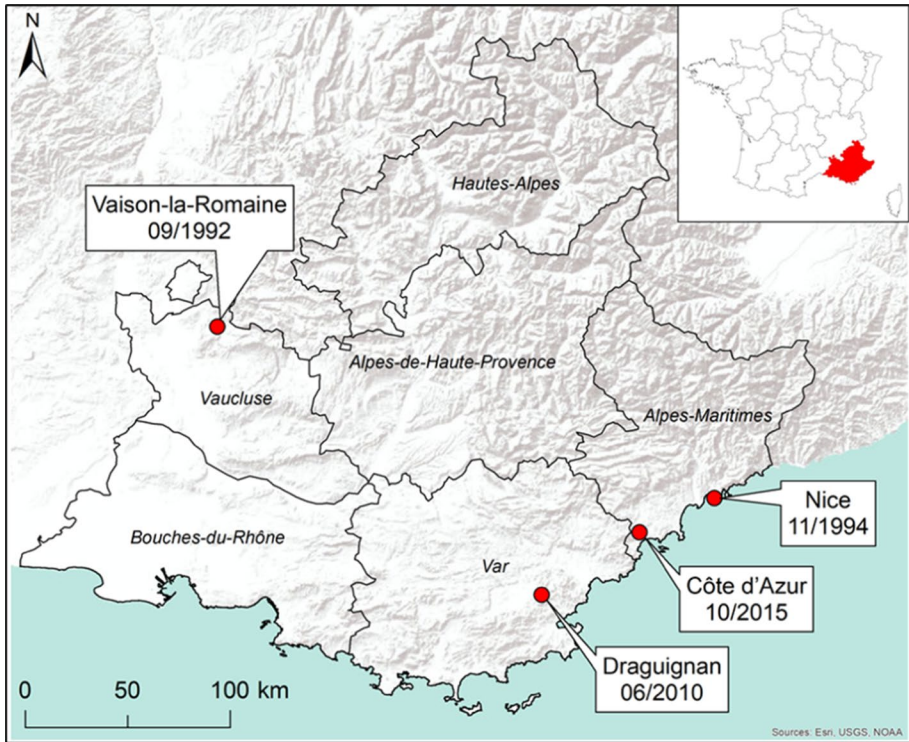 N
Hautes-Alpes
Vaison-la-Romaine
09/1992
Alpes-de-Haute-Provence
Vaucluse
Alpes-Maritimes
Nice
11/1994
Bouches-du-Rhône
Var
Côte d'Azur
10/2015
Draguignan
06/2010
0 50 100 km
Sources: Esri, USGS, NOAA